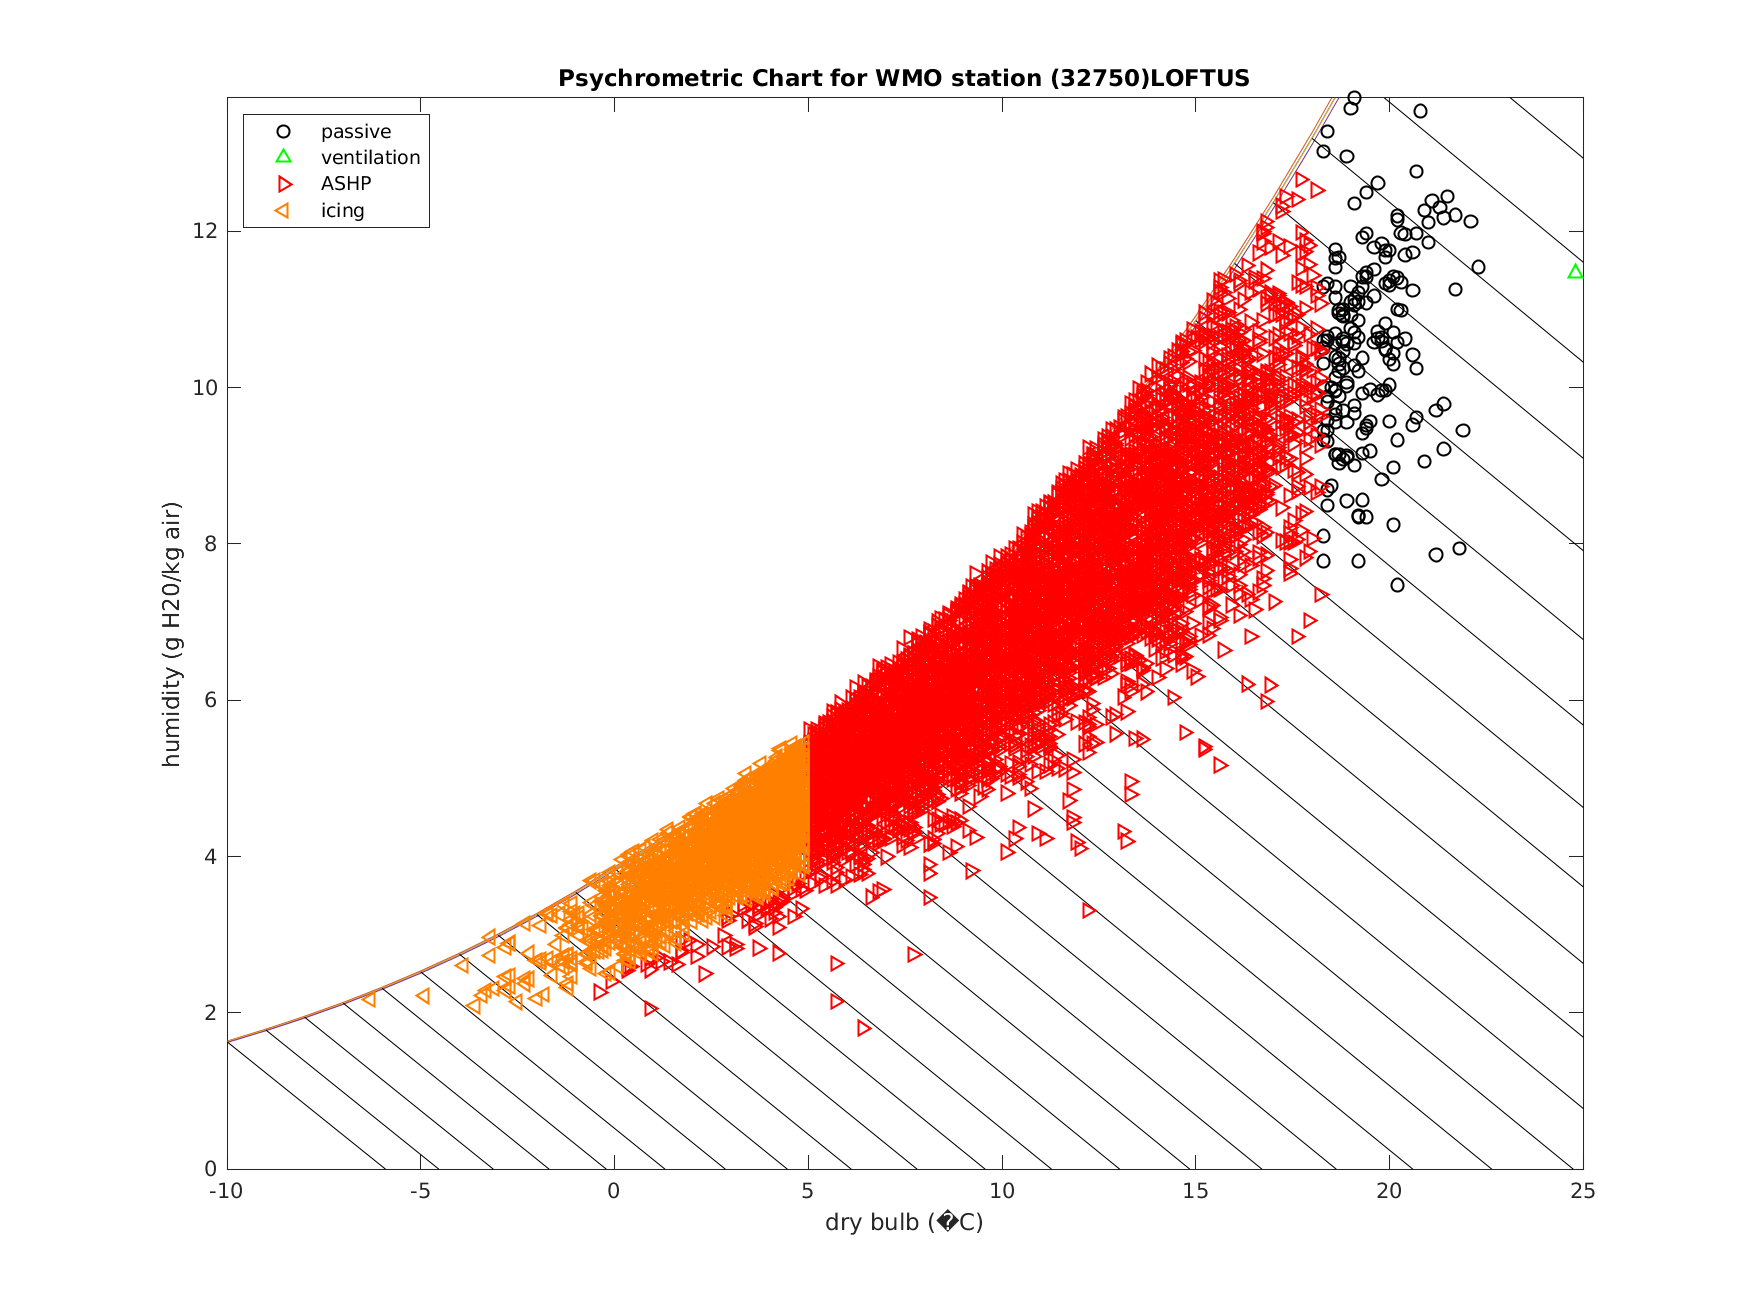 Psychrometric Chart for WMO station (32750)LOFTUS
passive
ventilation
ASHP
icing
humidity (g H20/kg air)
12
10
8
6
4
2
0
-10 -5 0 5 10 15 20 25
dry bulb (�C)